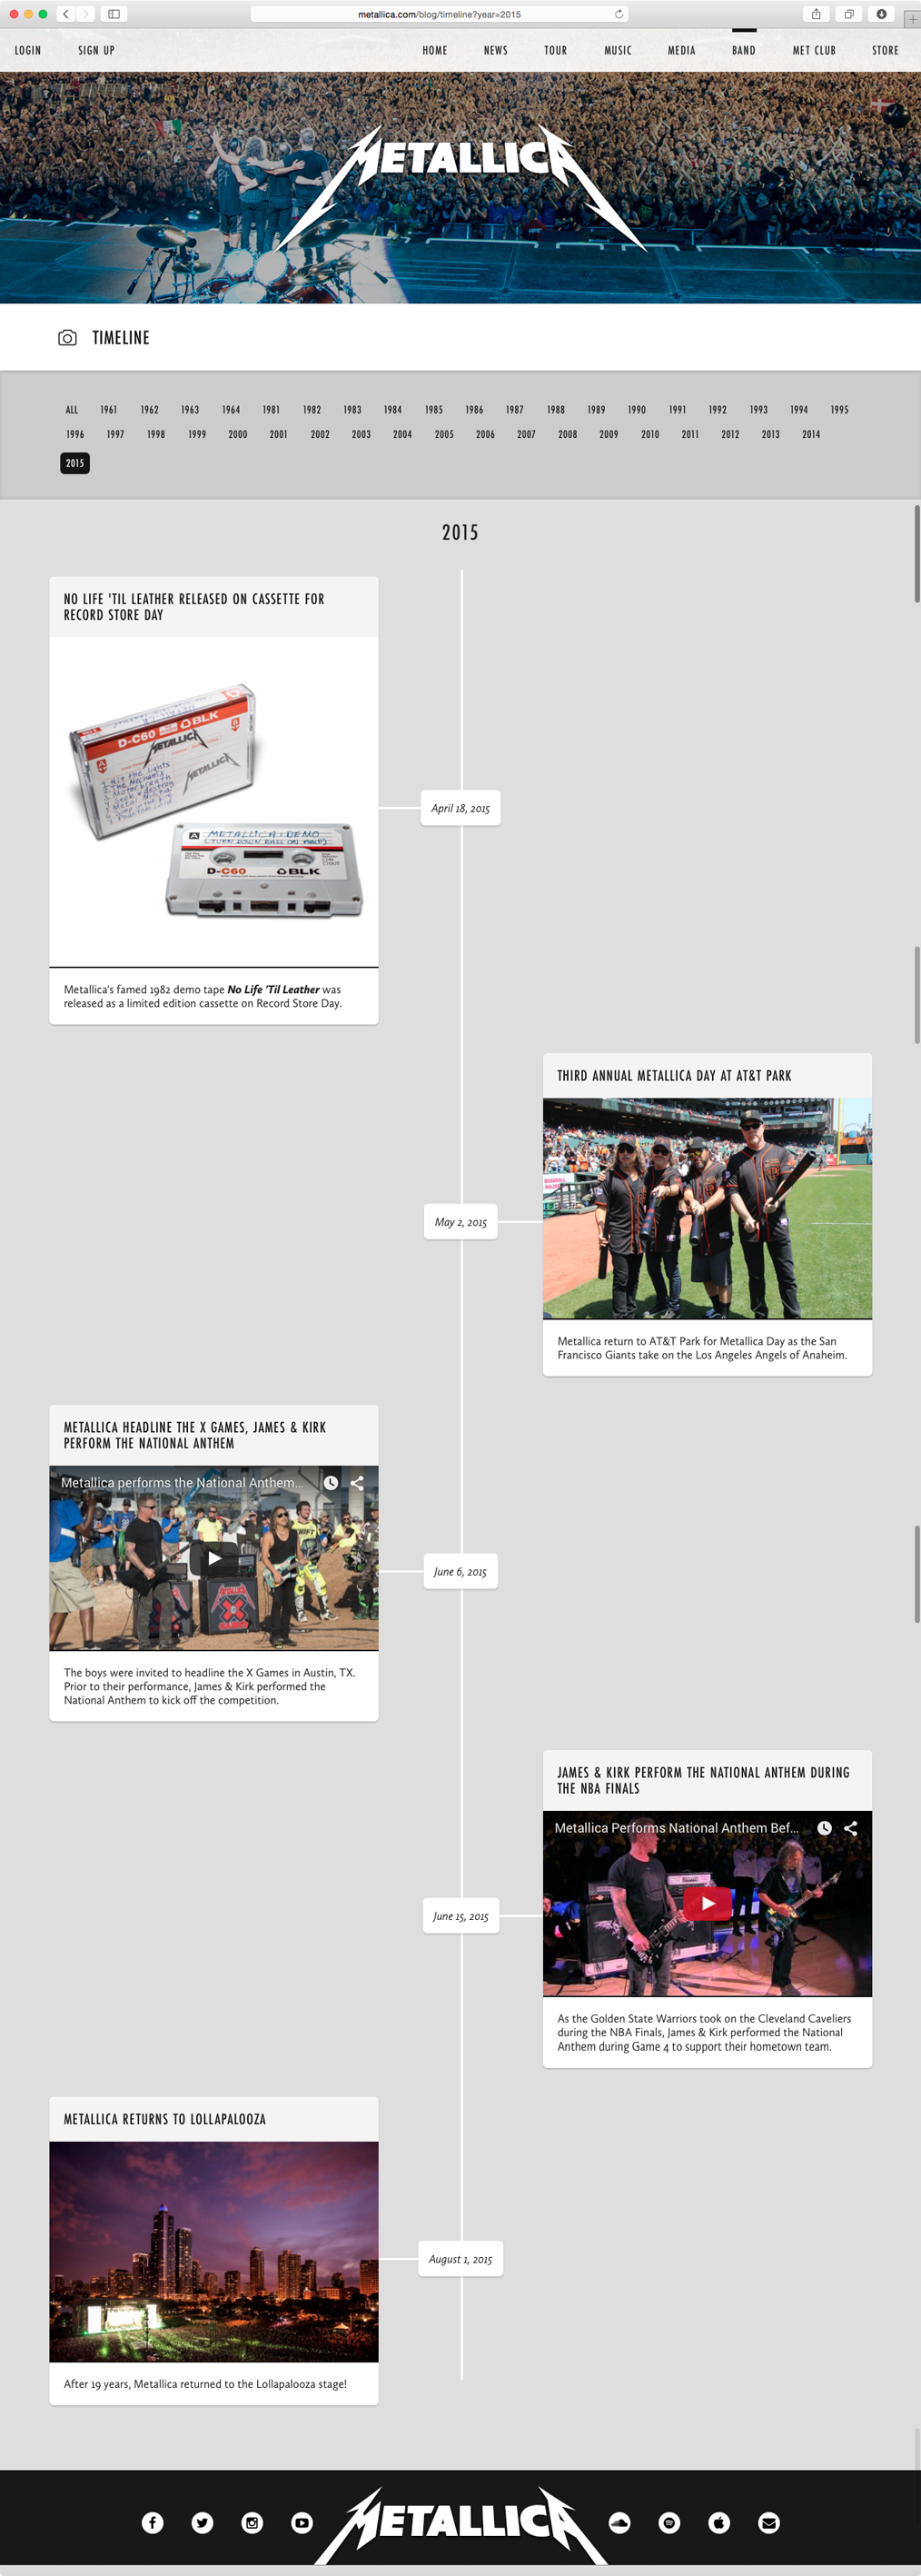 metallica.com/blog/timeline?year=2015
LOGIN SIGN UP HOME NEWS TOUR MUSIC MEDIA BAND MET CLUB STORE
METALLICA
TIMELINE
ALL 1961 1962 1963 1964 1981 1982 1983 1984 1985 1986 1987 1988 1989 1990 1991 1992 1993 1994 1995
1996 1997 1998 1999 2000 2001 2002 2003 2004 2005 2006 2007 2008 2009 2010 2011 2012 2013 2014
2015
2015
NO LIFE 'TIL LEATHER RELEASED ON CASSETTE FOR
RECORD STORE DAY
D-C60 BLK
METALLICA
METALLICA
Hit the Lights
Motorbreath
METALLICA DEMO
D-C60 BLK
April 18, 2015
Metallica's famed 1982 demo tape No Life 'Til Leather was
released as a limited edition cassette on Record Store Day.
THIRD ANNUAL METALLICA DAY AT AT&T PARK
May 2, 2015
Metallica return to AT&T Park for Metallica Day as the San
Francisco Giants take on the Los Angeles Angels of Anaheim.
METALLICA HEADLINE THE X GAMES, JAMES & KIRK
PERFORM THE NATIONAL ANTHEM
Metallica performs the National Anthem...
METALLICA
June 6, 2015
The boys were invited to headline the X Games in Austin, TX.
Prior to their performance, James & Kirk performed the
National Anthem to kick off the competition.
JAMES & KIRK PERFORM THE NATIONAL ANTHEM DURING
THE NBA FINALS
Metallica Performs National Anthem Bef...
June 15, 2015
As the Golden State Warriors took on the Cleveland Caveliers
during the NBA Finals, James & Kirk performed the National
Anthem during Game 4 to support their hometown team.
METALLICA RETURNS TO LOLLAPALOOZA
August 1, 2015
After 19 years, Metallica returned to the Lollapalooza stage!
METALLICA